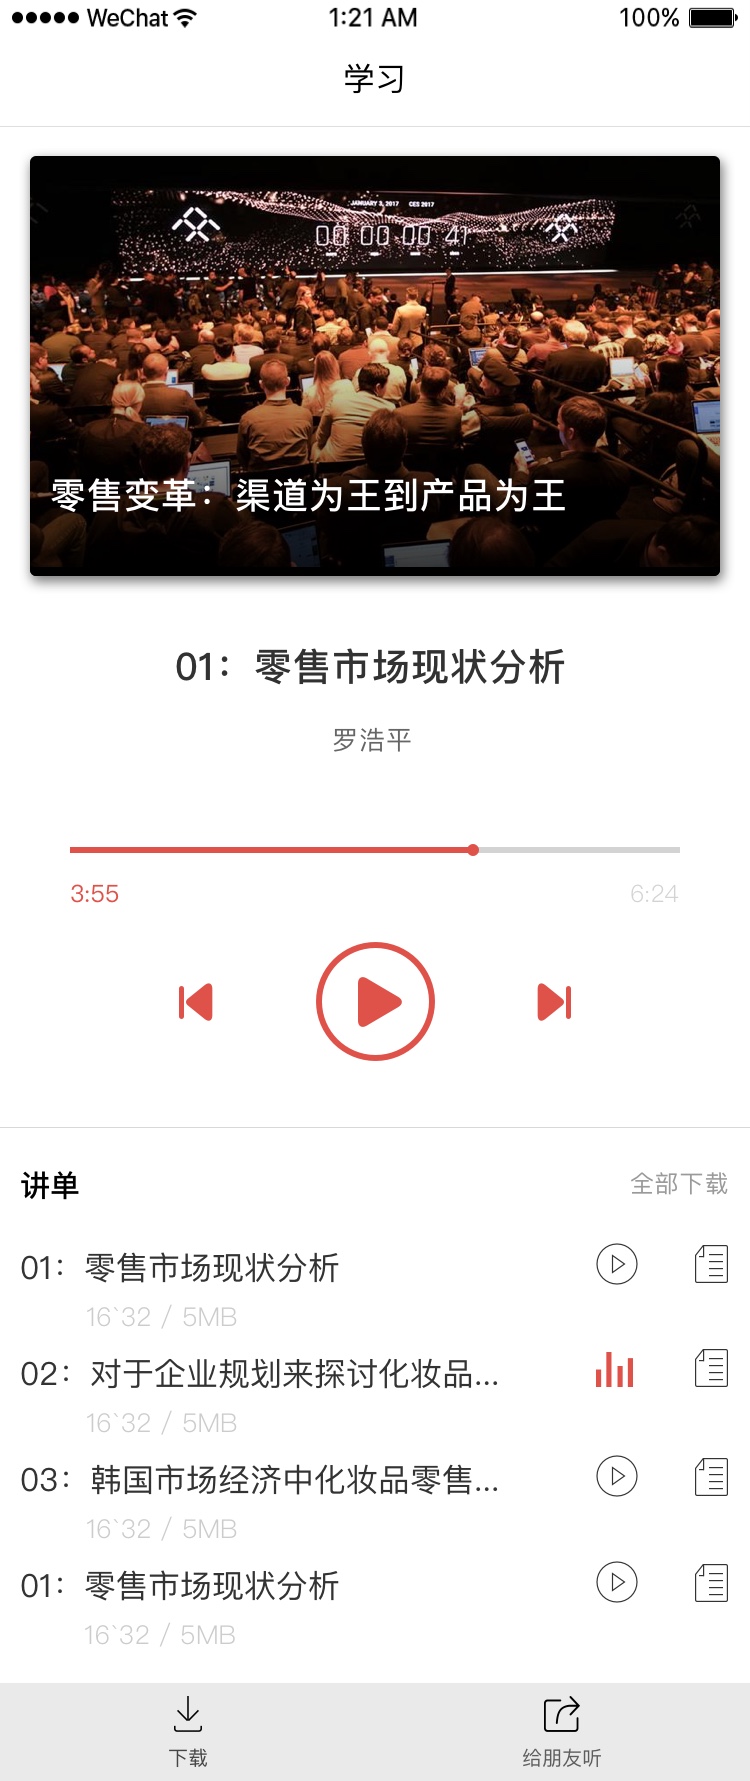 WeChat 1:21 AM 100%
学习
JANUARY 3, 2017 CES 2017
00 00 00 41
零售变革：渠道为王到产品为王
01：零售市场现状分析
罗浩平
3:55 6:24
讲单 全部下载
01：零售市场现状分析
16`32 / 5MB
02：对于企业规划来探讨化妆品...
16`32 / 5MB
03：韩国市场经济中化妆品零售...
16`32 / 5MB
01：零售市场现状分析
16`32 / 5MB
下载 给朋友听